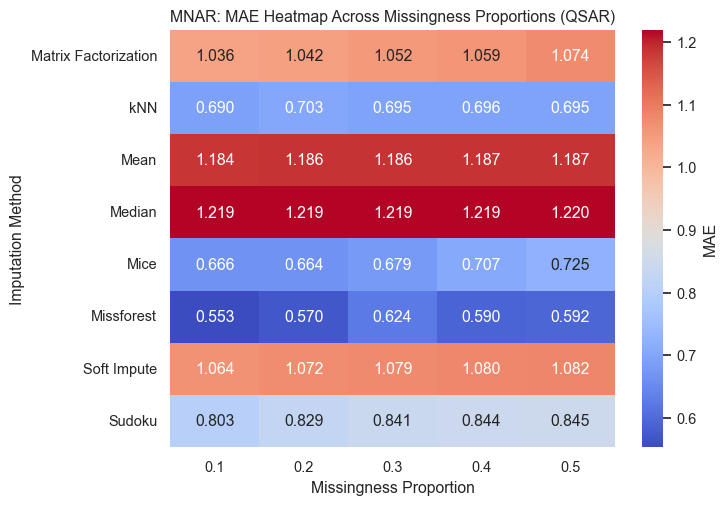 MNAR: MAE Heatmap Across Missingness Proportions (QSAR)
Matrix Factorization 1.036 1.042 1.052 1.059 1.074
kNN 0.690 0.703 0.695 0.696 0.695
Mean 1.184 1.186 1.186 1.187 1.187
Median 1.219 1.219 1.219 1.219 1.220
Mice 0.666 0.664 0.679 0.707 0.725
Missforest 0.553 0.570 0.624 0.590 0.592
Soft Impute 1.064 1.072 1.079 1.080 1.082
Sudoku 0.803 0.829 0.841 0.844 0.845
0.1 0.2 0.3 0.4 0.5
Missingness Proportion
Imputation Method
1.2
1.1
1.0
0.9
0.8
0.7
0.6
MAE